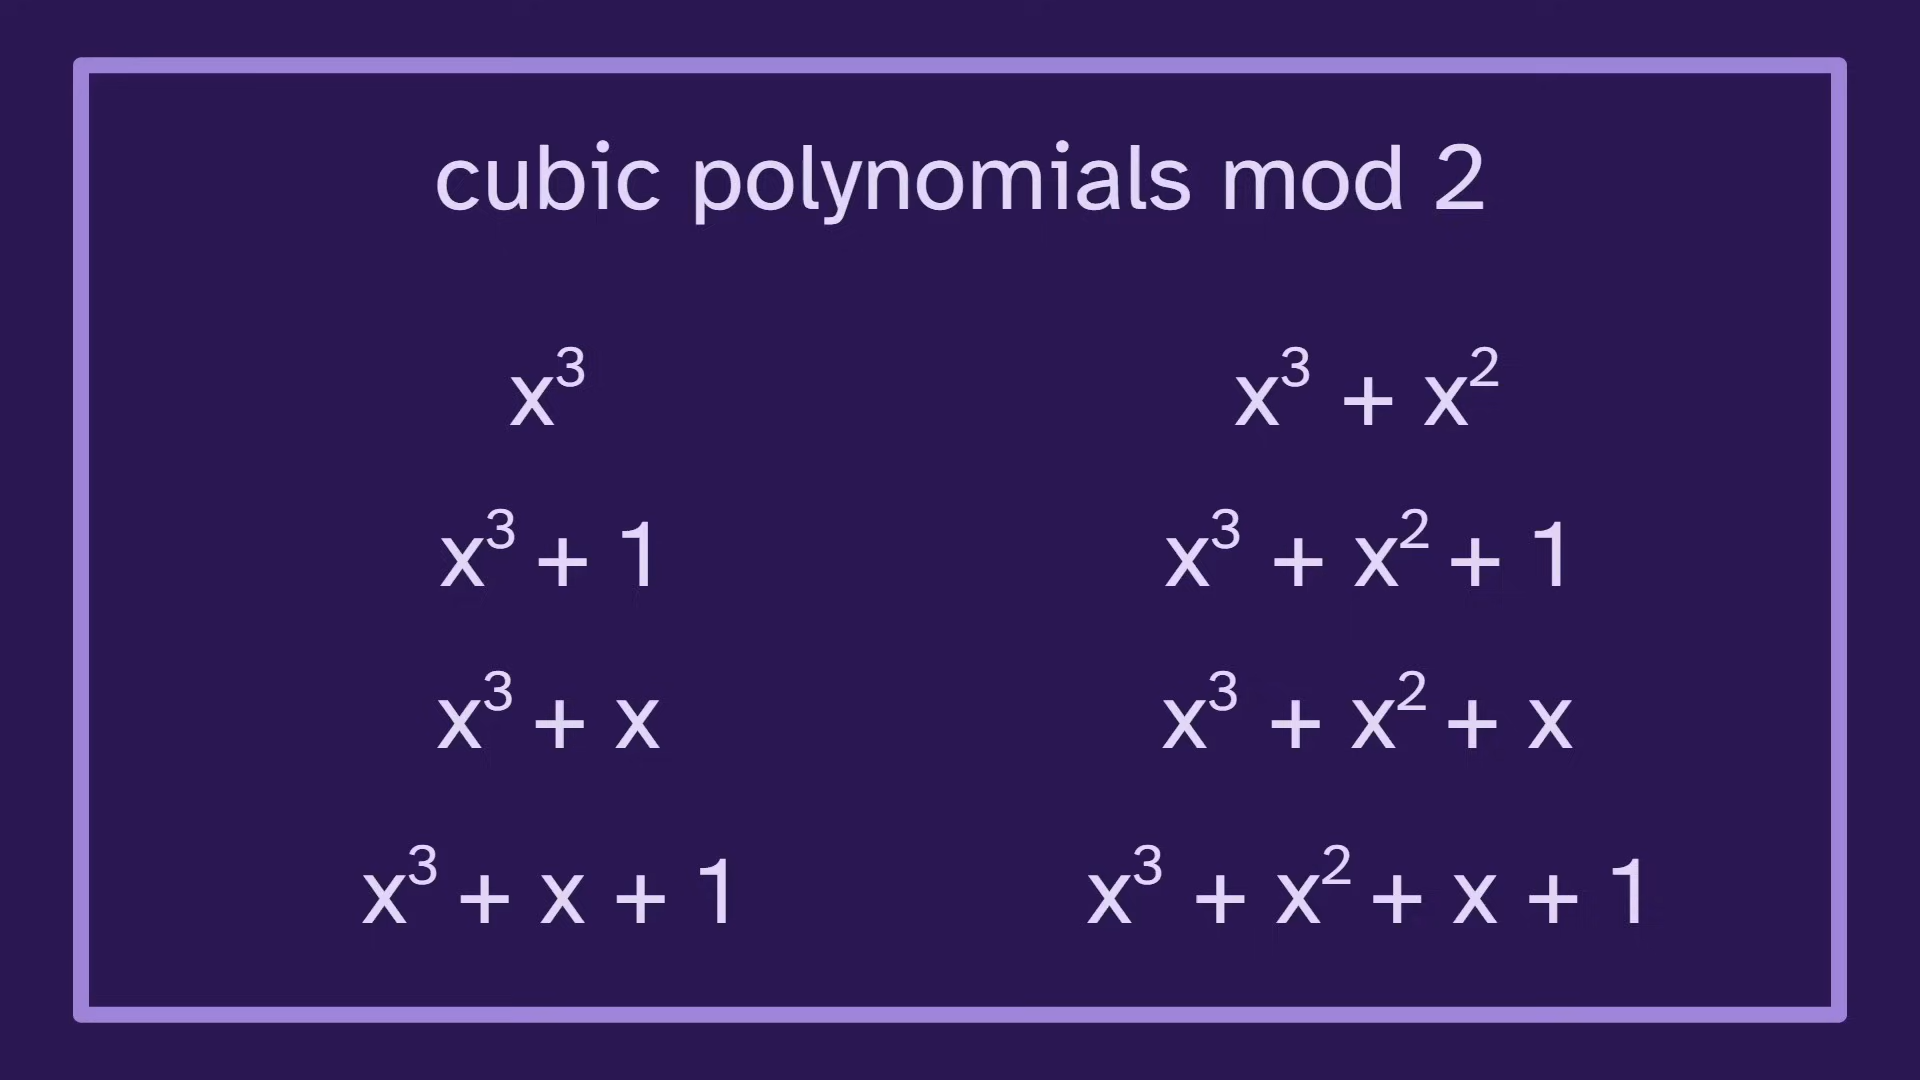 cubic polynomials mod 2
x³ x³ + x²
x³ + 1 x³ + x² + 1
x³ + x x³ + x² + x
x³ + x + 1 x³ + x² + x + 1